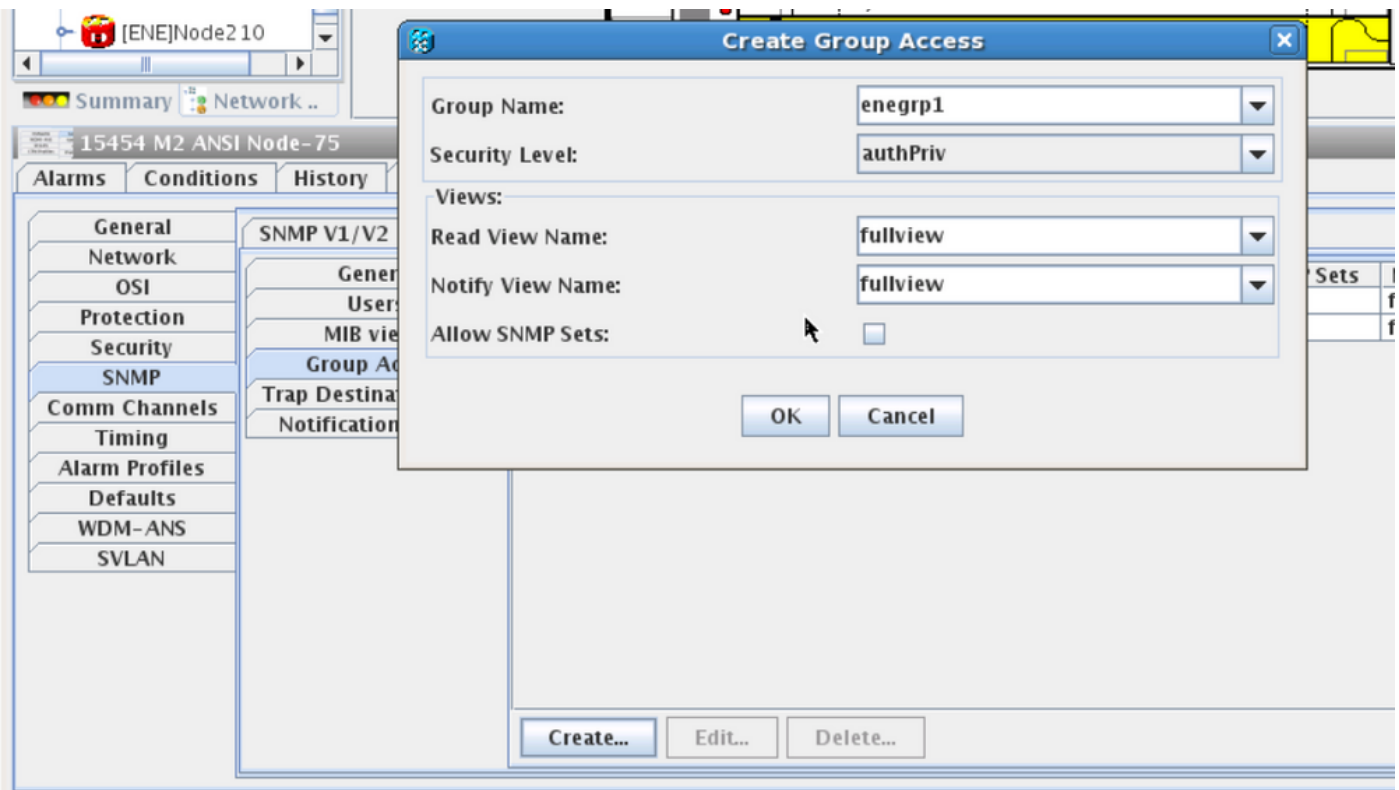 [ENE]Node210
Summary Network ..
15454 M2 ANSI Node-75
Alarms Conditions History
General
Network
OSI
Protection
Security
SNMP
Comm Channels
Timing
Alarm Profiles
Defaults
WDM-ANS
SVLAN
SNMP V1/V2
Gener
Users
MIB vie
Group Ac
Trap Destina
Notification
Create Group Access
Group Name: enegrp1
Security Level: authPriv
Views:
Read View Name: fullview
Notify View Name: fullview
Allow SNMP Sets:
OK Cancel
Sets
f
f
Create... Edit... Delete...